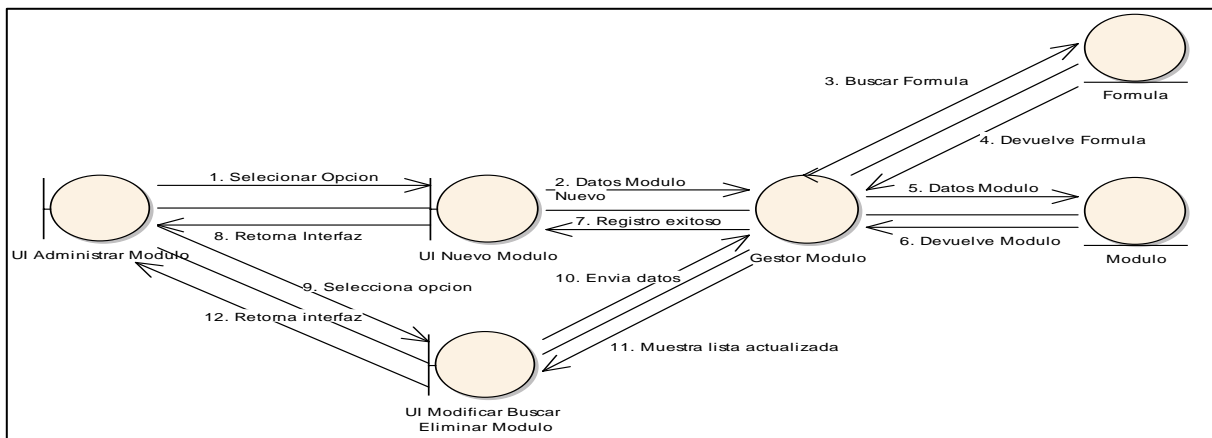 3. Buscar Formula
Formula
4. Devuelve Formula
1. Selecionar Opcion
2. Datos Modulo
Nuevo
5. Datos Modulo
7. Registro exitoso
8. Retorna Interfaz
6. Devuelve Modulo
UI Administrar Modulo
UI Nuevo Modulo
Gestor Modulo
Modulo
9. Selecciona opcion
10. Envia datos
12. Retorna interfaz
11. Muestra lista actualizada
UI Modificar Buscar
Eliminar Modulo